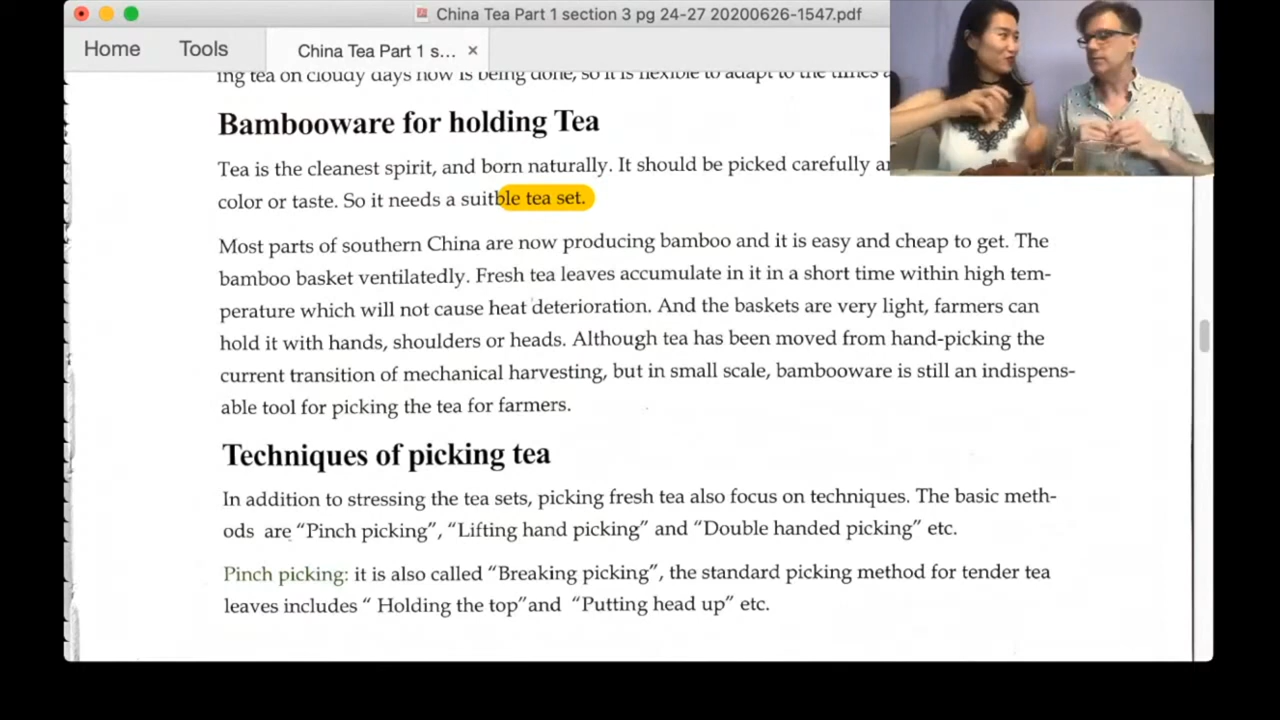 China Tea Part 1 section 3 pg 24-27 20200626-1547.pdf
Home Tools China Tea Part 1 s... ×
ing tea on cloudy days now is being done, so it is flexible to adapt to the times
Bambooware for holding Tea
Tea is the cleanest spirit, and born naturally. It should be picked carefully
color or taste. So it needs a suitble tea set.
Most parts of southern China are now producing bamboo and it is easy and cheap to get. The
bamboo basket ventilatedly. Fresh tea leaves accumulate in it in a short time within high tem-
perature which will not cause heat deterioration. And the baskets are very light, farmers can
hold it with hands, shoulders or heads. Although tea has been moved from hand-picking the
current transition of mechanical harvesting, but in small scale, bambooware is still an indispens-
able tool for picking the tea for farmers.
Techniques of picking tea
In addition to stressing the tea sets, picking fresh tea also focus on techniques. The basic meth-
ods are “Pinch picking”, “Lifting hand picking” and “Double handed picking” etc.
Pinch picking: it is also called “Breaking picking”, the standard picking method for tender tea
leaves includes “ Holding the top”and “Putting head up” etc.